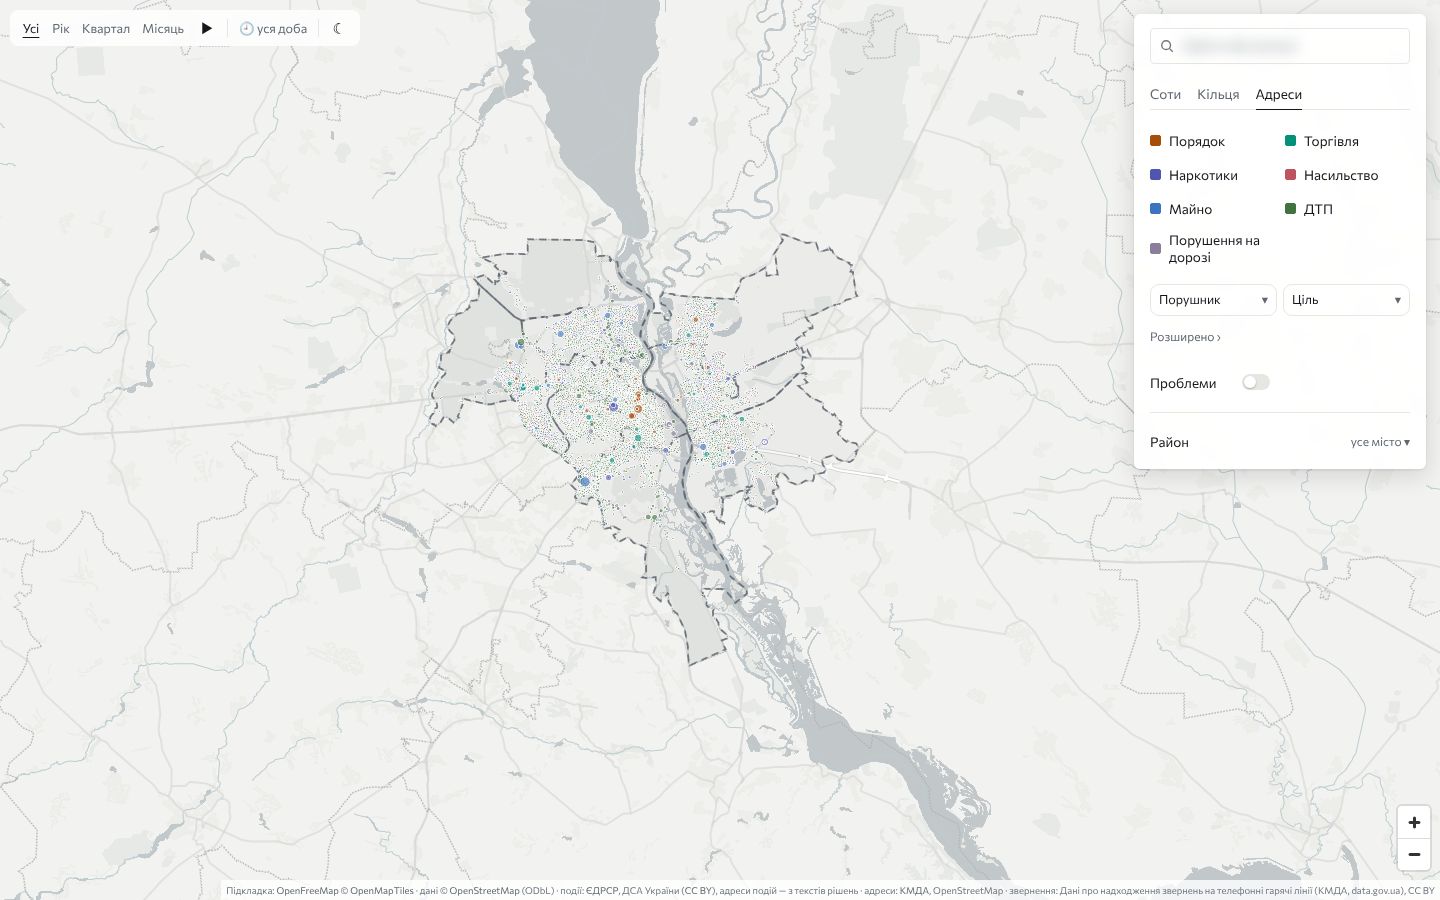 Усі Рік Квартал Місяць ▶ 🕘 уся доба ☾
Соти Кільця Адреси
Порядок Торгівля
Наркотики Насильство
Майно ДТП
Порушення на
дорозі
Порушник ▾ Ціль ▾
Розширено ›
Проблеми
Район усе місто ▾
+
−
Підкладка: OpenFreeMap © OpenMapTiles · дані © OpenStreetMap (ODbL) · події: ЄДРСР, ДСА України (CC BY), адреси подій — з текстів рішень · адреси: КМДА, OpenStreetMap · звернення: Дані про надходження звернень на телефонні гарячі лінії (КМДА, data.gov.ua), CC BY